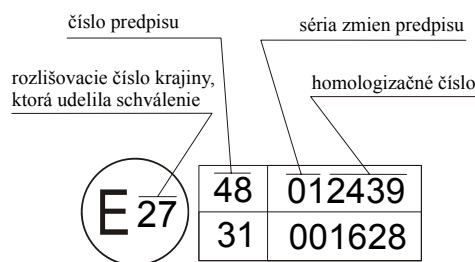 číslo predpisu
séria zmien predpisu
rozlišovacie číslo krajiny,
ktorá udelila schválenie
homologizačné číslo
E 27
48 012439
31 001628